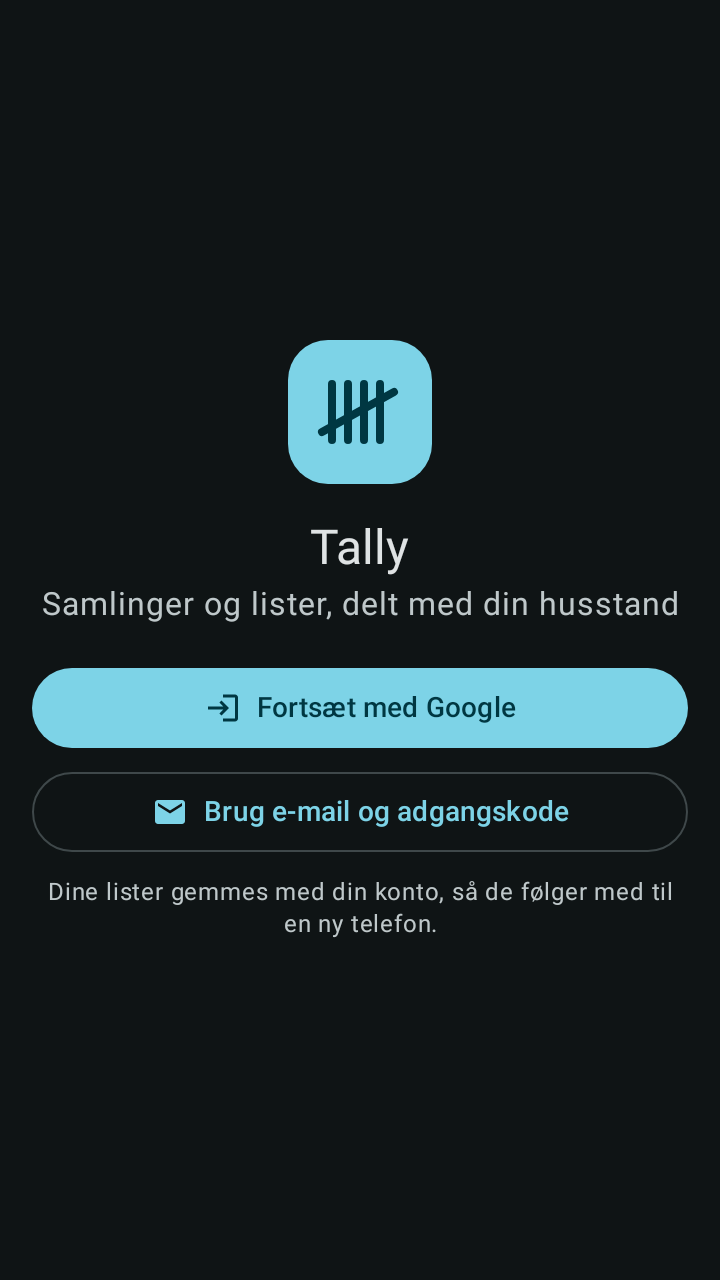 Tally
Samlinger og lister, delt med din husstand
Fortsæt med Google
Brug e-mail og adgangskode
Dine lister gemmes med din konto, så de følger med til
en ny telefon.